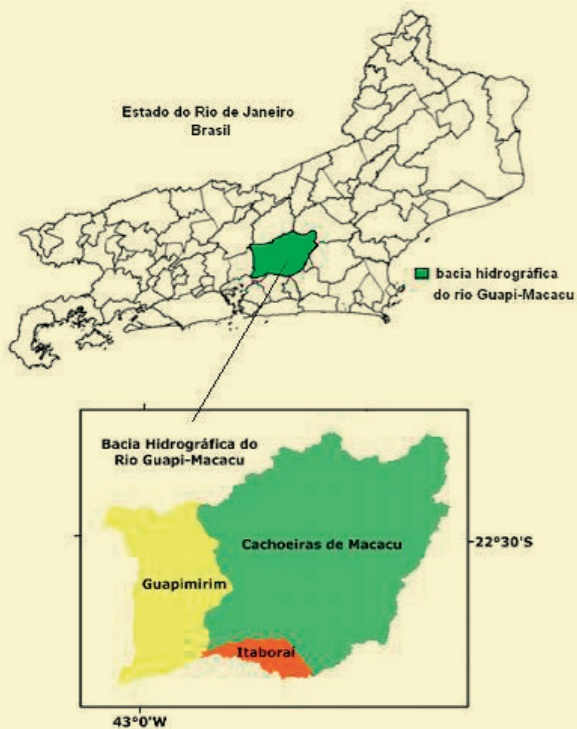 Estado do Rio de Janeiro
Brasil
bacia hidrográfica
do rio Guapi-Macacu
Bacia Hidrográfica do
Rio Guapi-Macacu
Cachoeiras de Macacu
22°30'S
Guapimirim
Itaboraí
43°0'W